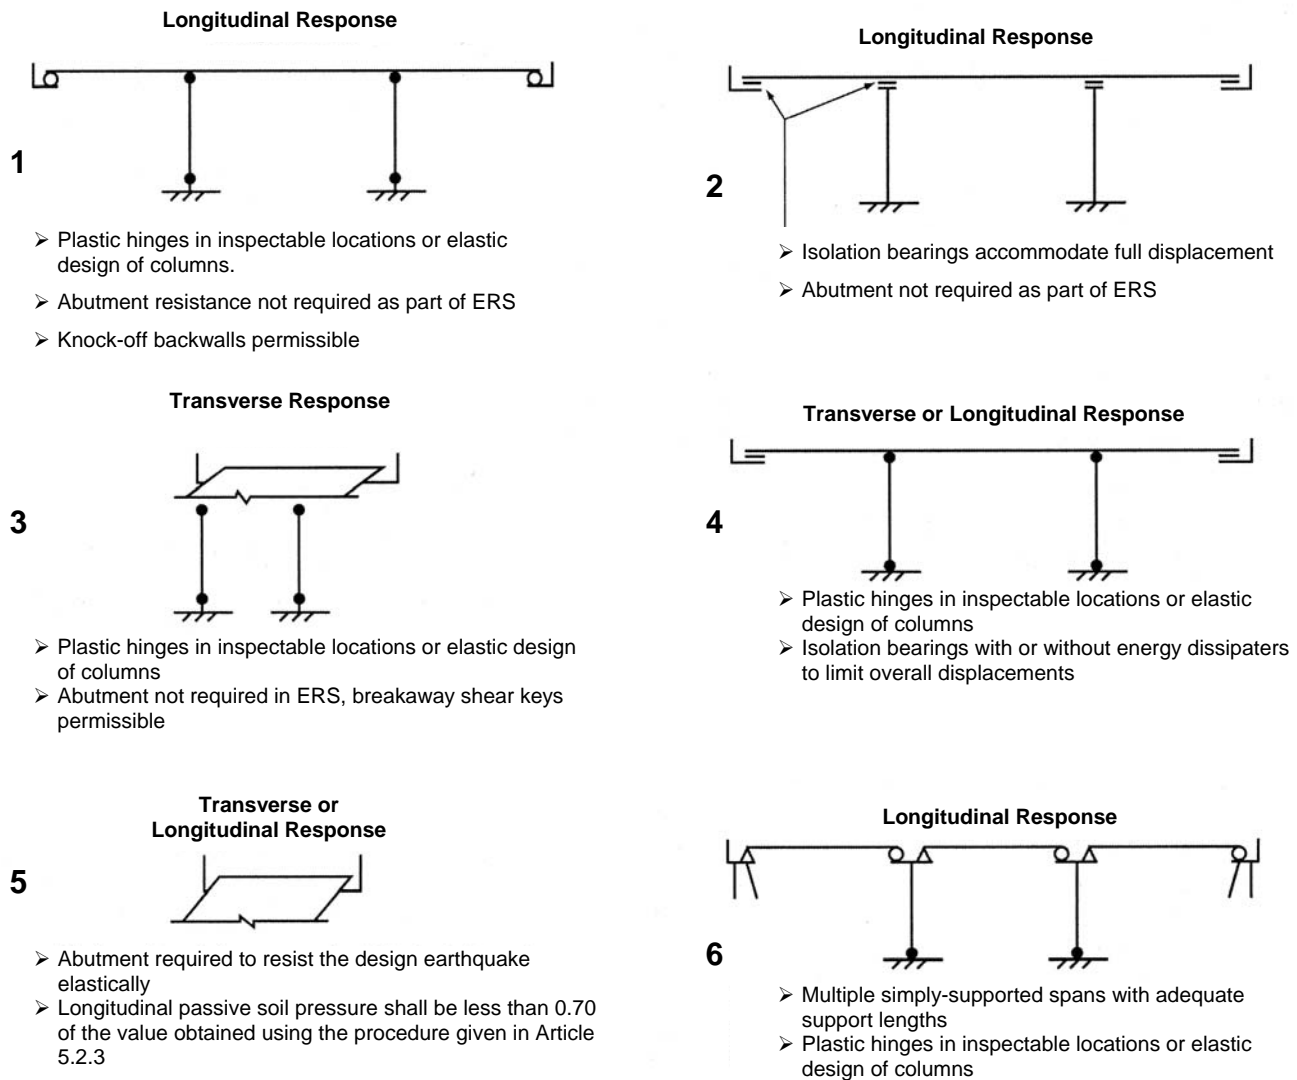 Longitudinal Response
1
➢ Plastic hinges in inspectable locations or elastic
design of columns.
➢ Abutment resistance not required as part of ERS
➢ Knock-off backwalls permissible
Longitudinal Response
2
➢ Isolation bearings accommodate full displacement
➢ Abutment not required as part of ERS
Transverse Response
3
➢ Plastic hinges in inspectable locations or elastic design
of columns
➢ Abutment not required in ERS, breakaway shear keys
permissible
Transverse or Longitudinal Response
4
➢ Plastic hinges in inspectable locations or elastic
design of columns
➢ Isolation bearings with or without energy dissipaters
to limit overall displacements
Transverse or
Longitudinal Response
5
➢ Abutment required to resist the design earthquake
elastically
➢ Longitudinal passive soil pressure shall be less than 0.70
of the value obtained using the procedure given in Article
5.2.3
Longitudinal Response
6
➢ Multiple simply-supported spans with adequate
support lengths
➢ Plastic hinges in inspectable locations or elastic
design of columns